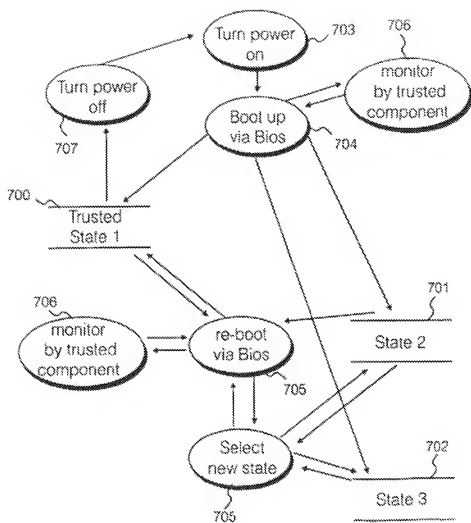 Turn power
on
703
706
monitor
by trusted
component
Turn power
off
707
Boot up
via Bios
704
700
Trusted
State 1
701
State 2
706
monitor
by trusted
component
re-boot
via Bios
705
Select
new state
705
702
State 3